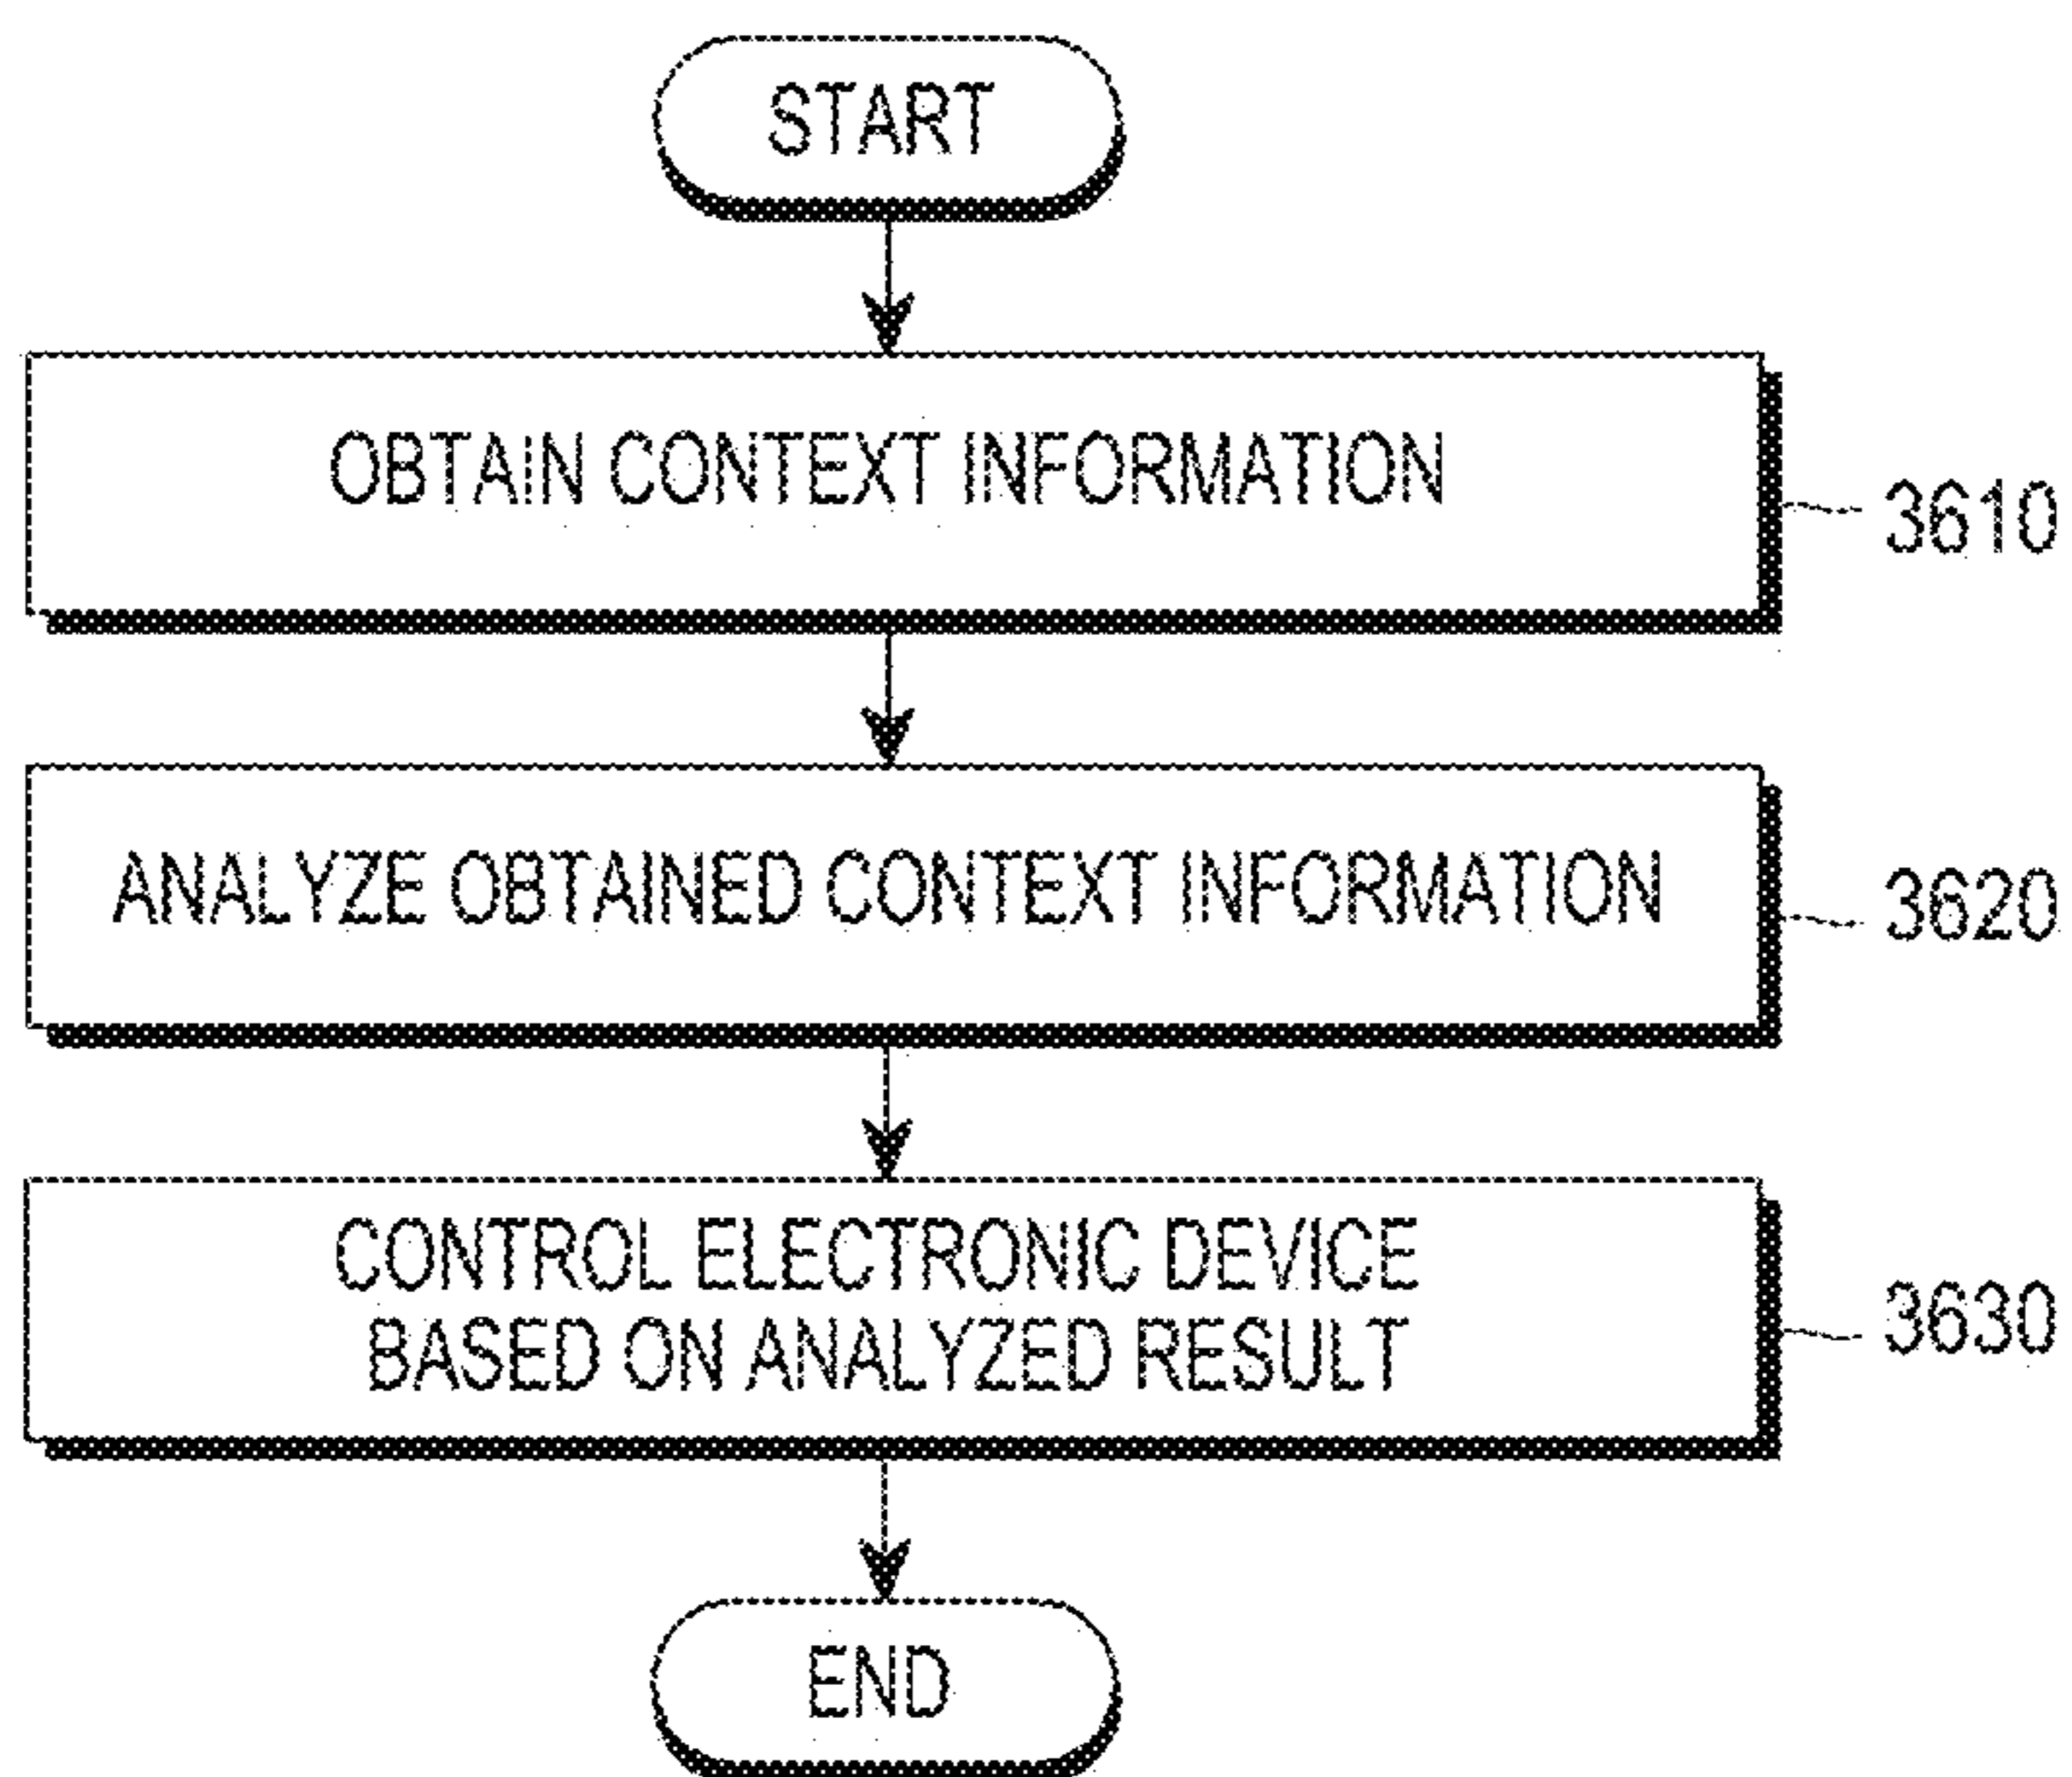 START
OBTAIN CONTEXT INFORMATION
3610
ANALYZE OBTAINED CONTEXT INFORMATION
3620
CONTROL ELECTRONIC DEVICE
BASED ON ANALYZED RESULT
3630
END